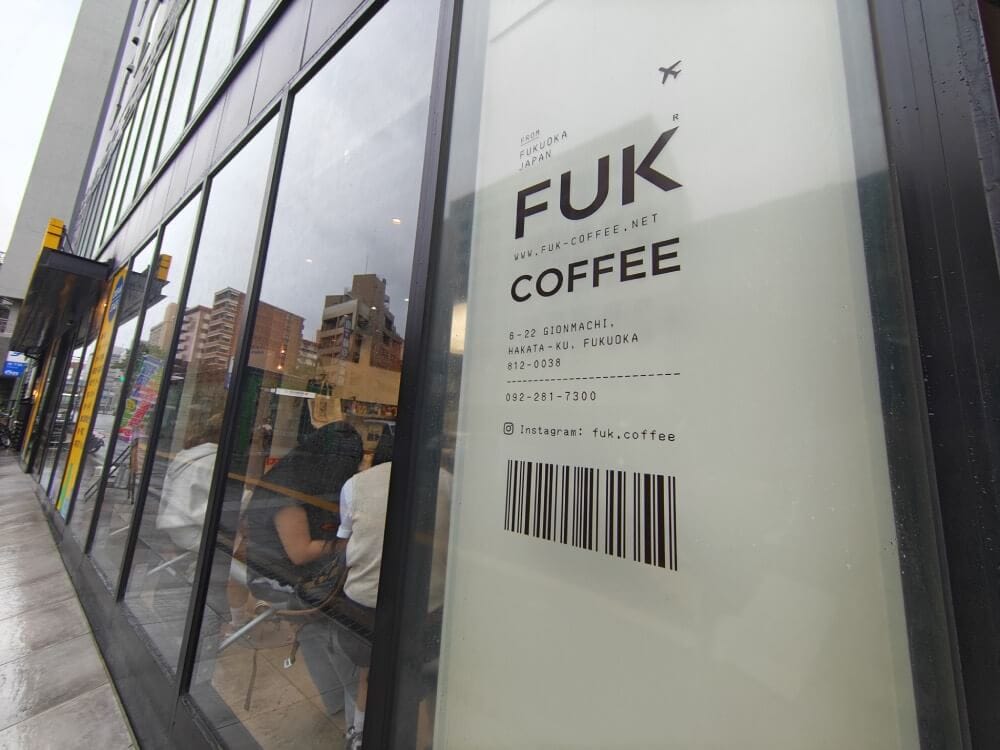 FROM
FUKUOKA
JAPAN
FUK R
WWW.FUK-COFFEE.NET
COFFEE
6-22 GIONMACHI,
HAKATA-KU, FUKUOKA
812-0038
092-281-7300
Instagram: fuk.coffee